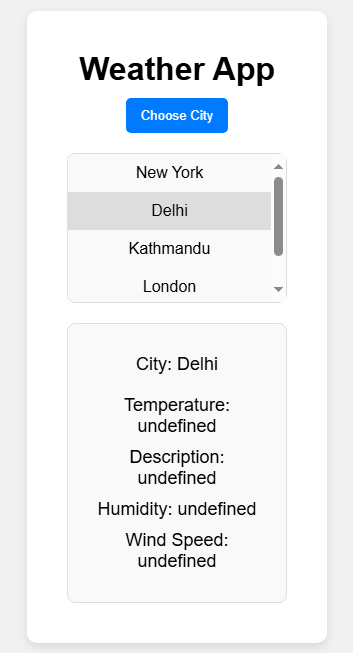 Weather App
Choose City
New York
Delhi
Kathmandu
London
City: Delhi
Temperature:
undefined
Description:
undefined
Humidity: undefined
Wind Speed:
undefined